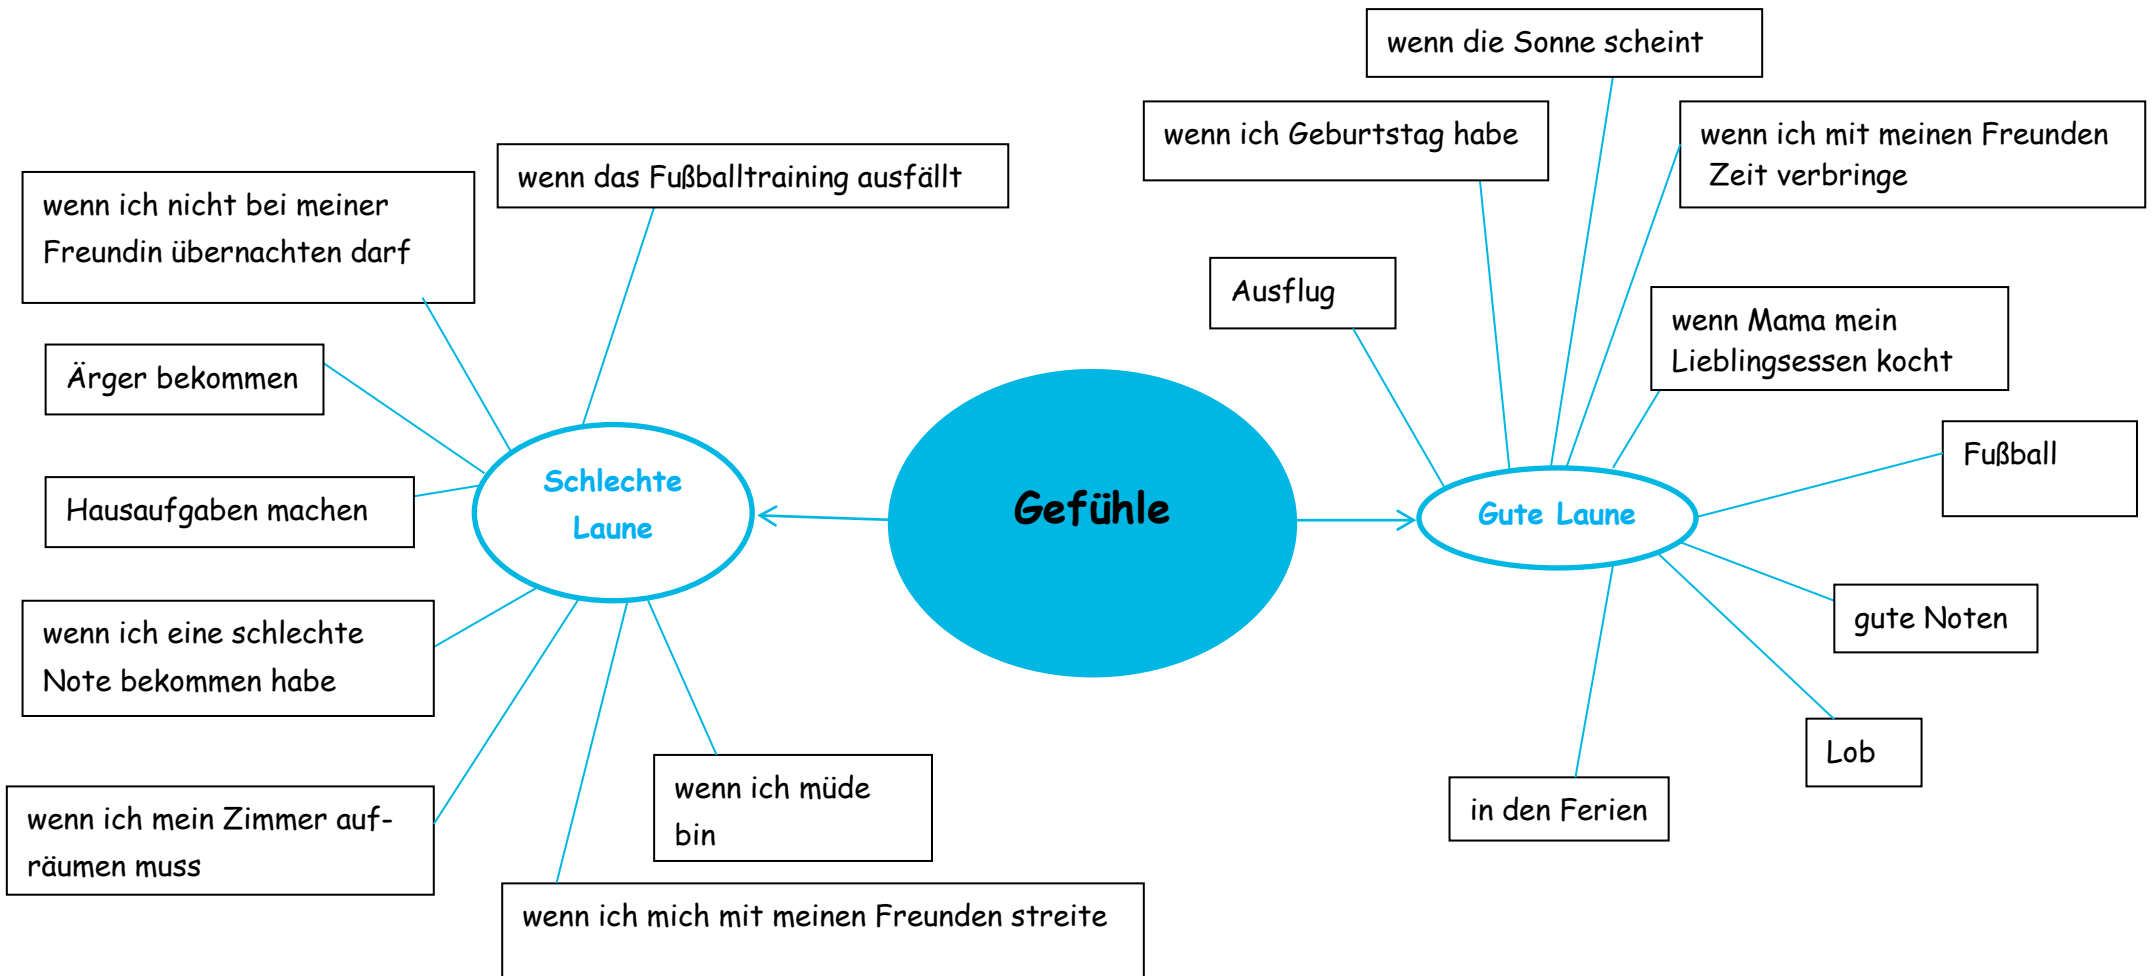 wenn die Sonne scheint
wenn ich Geburtstag habe
wenn ich mit meinen Freunden
Zeit verbringe
wenn das Fußballtraining ausfällt
wenn ich nicht bei meiner
Freundin übernachten darf
Ausflug
wenn Mama mein
Lieblingsessen kocht
Ärger bekommen
Fußball
Schlechte
Laune
Gefühle
Gute Laune
Hausaufgaben machen
wenn ich eine schlechte
Note bekommen habe
gute Noten
Lob
wenn ich müde
bin
in den Ferien
wenn ich mein Zimmer auf-
räumen muss
wenn ich mich mit meinen Freunden streite